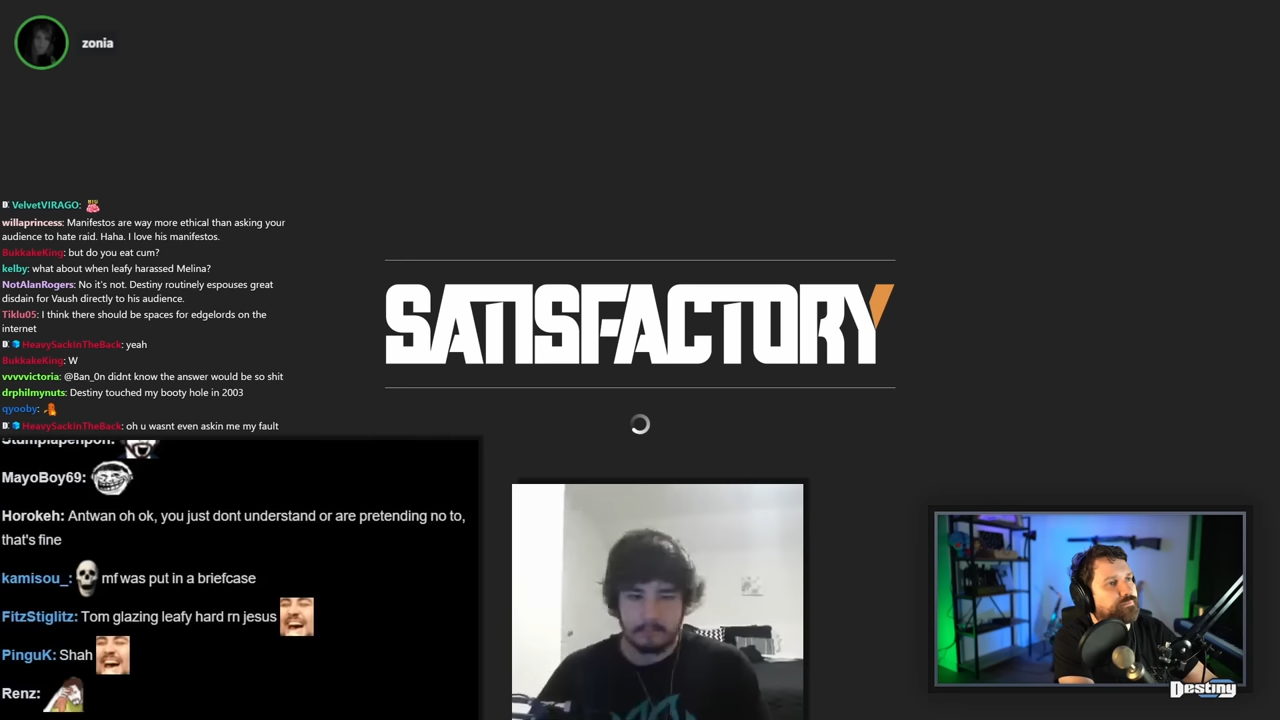 zonia
VelvetVIRAGO:
willaprincess: Manifestos are way more ethical than asking your
audience to hate raid. Haha. I love his manifestos.
BukkakeKing: but do you eat cum?
kelby: what about when leafy harassed Melina?
NotAlanRogers: No it's not. Destiny routinely espouses great
disdain for Vaush directly to his audience.
Tiklu05: I think there should be spaces for edgelords on the
internet
HeavySackInTheBack: yeah
BukkakeKing: W
vvvvvictoria: @Ban_0n didnt know the answer would be so shit
drphilmynuts: Destiny touched my booty hole in 2003
qyooby:
HeavySackInTheBack: oh u wasnt even askin me my fault
SATISFACTORY
MayoBoy69:
Horokeh: Antwan oh ok, you just dont understand or are pretending no to,
that's fine
kamisou_: mf was put in a briefcase
FitzStiglitz: Tom glazing leafy hard rn jesus
PinguK: Shah
Renz:
Destiny